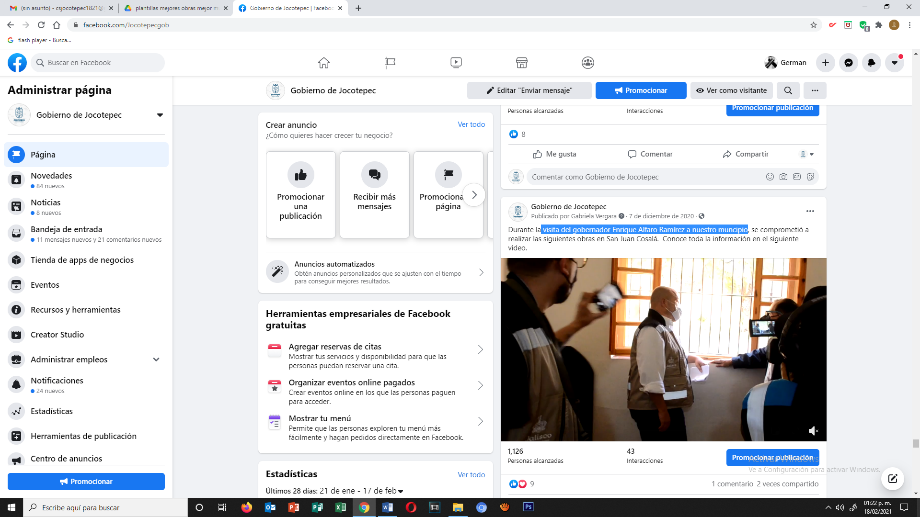 (sin asunto) - csjocotepec1821@
plantillas mejores obras mejor m
Gobierno de Jocotepec | Faceboo
facebook.com/Jocotepecgob
flash player - Busca...
Buscar en Facebook
German
Administrar página
Gobierno de Jocotepec
Página
Novedades
84 nuevos
Noticias
8 nuevos
Bandeja de entrada
11 mensajes nuevos y 21 comentarios nuevos
Tienda de apps de negocios
Eventos
Recursos y herramientas
Creator Studio
Administrar empleos
Notificaciones
24 nuevos
Estadísticas
Herramientas de publicación
Centro de anuncios
Promocionar
Gobierno de Jocotepec
Editar "Enviar mensaje"
Promocionar
Ver como visitante
Crear anuncio
Ver todo
¿Cómo quieres hacer crecer tu negocio?
Promocionar una publicación
Recibir más mensajes
Promociona página
Anuncios automatizados
Obtén anuncios personalizados que se ajusten con el tiempo
para conseguir mejores resultados.
Herramientas empresariales de Facebook
gratuitas
Agregar reservas de citas
Mostrar tus servicios y disponibilidad para que las
personas puedan reservar una cita.
Organizar eventos online pagados
Crear eventos online en los que las personas paguen
para acceder.
Mostrar tu menú
Permite que las personas exploren tu menú más
fácilmente y hagan pedidos directamente en Facebook.
Estadísticas
Ver todo
Últimos 28 días: 21 de ene - 17 de feb
Personas alcanzadas
Interacciones
Promocionar publicación
8
Me gusta
Comentar
Compartir
Comentar como Gobierno de Jocotepec
Gobierno de Jocotepec
Publicado por Gabriela Vergara · 7 de diciembre de 2020 ·
Durante la visita del gobernador Enrique Alfaro Ramírez a nuestro municipio, se comprometió a
realizar las siguientes obras en San Juan Cosalá. Conoce toda la información en el siguiente
video.
1,126
Personas alcanzadas
43
Interacciones
Promocionar publicación
Ve a Configuración para activar Windows.
9
1 comentario 2 veces compartido
Escribe aquí para buscar
01:22 p. m.
18/02/2021